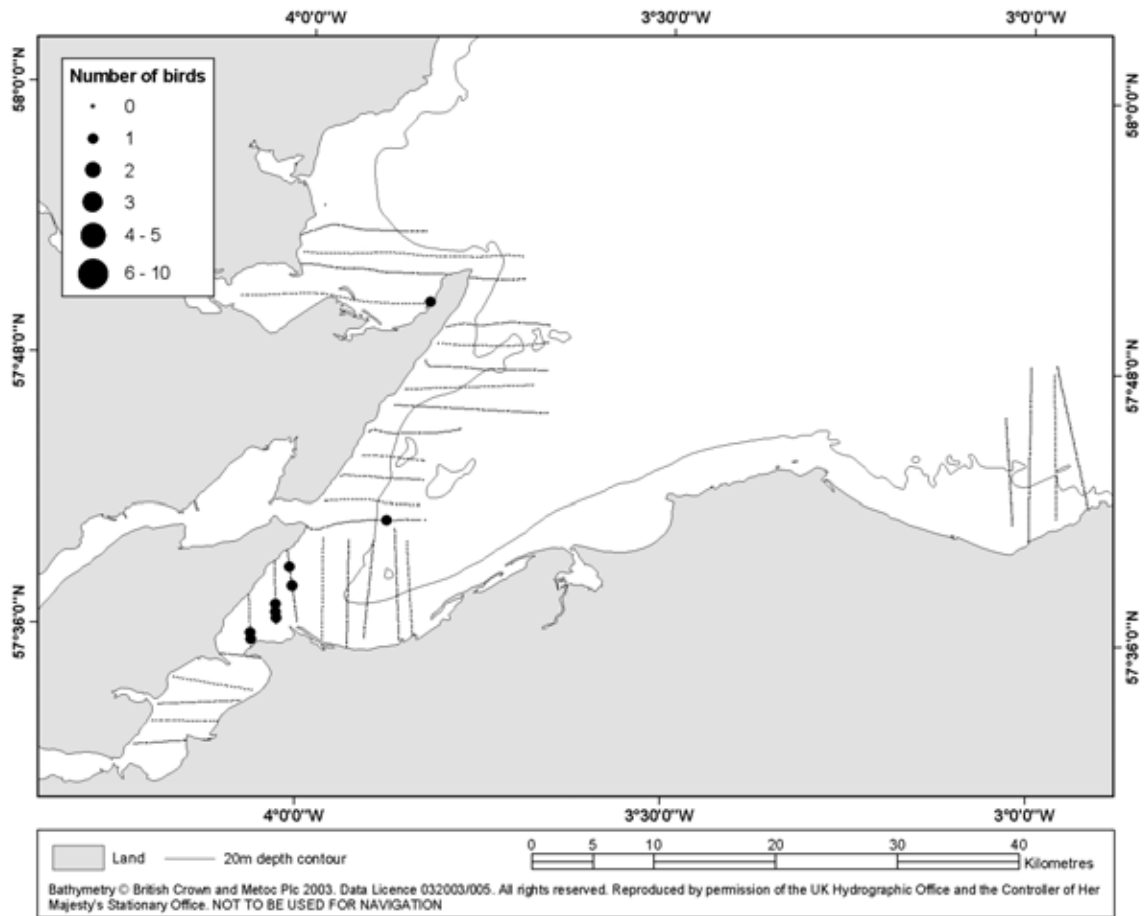 4°0'0"W 3°30'0"W 3°0'0"W
58°0'0"N
58°0'0"N
Number of birds
0
1
2
3
4 - 5
6 - 10
57°48'0"N
57°48'0"N
57°36'0"N
57°36'0"N
4°0'0"W 3°30'0"W 3°0'0"W
Land 20m depth contour
0 5 10 20 30 40
Kilometres
Bathymetry © British Crown and Metoc Plc 2003. Data Licence 032003/005. All rights reserved. Reproduced by permission of the UK Hydrographic Office and the Controller of Her
Majesty's Stationary Office. NOT TO BE USED FOR NAVIGATION